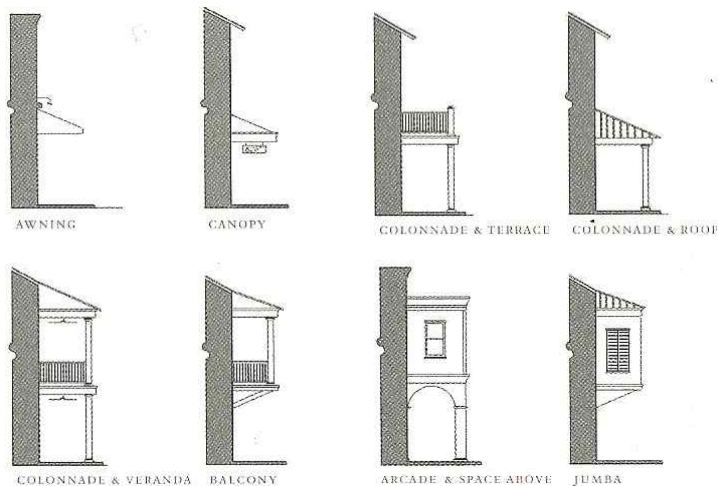 AWNING
CANOPY
COLONNADE & TERRACE
COLONNADE & ROOF
COLONNADE & VERANDA
BALCONY
ARCADE & SPACE ABOVE
JUMBA